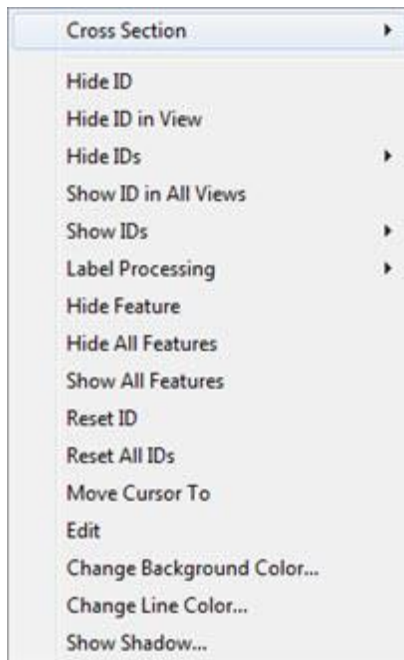 Cross Section
Hide ID
Hide ID in View
Hide IDs
Show ID in All Views
Show IDs
Label Processing
Hide Feature
Hide All Features
Show All Features
Reset ID
Reset All IDs
Move Cursor To
Edit
Change Background Color...
Change Line Color...
Show Shadow...